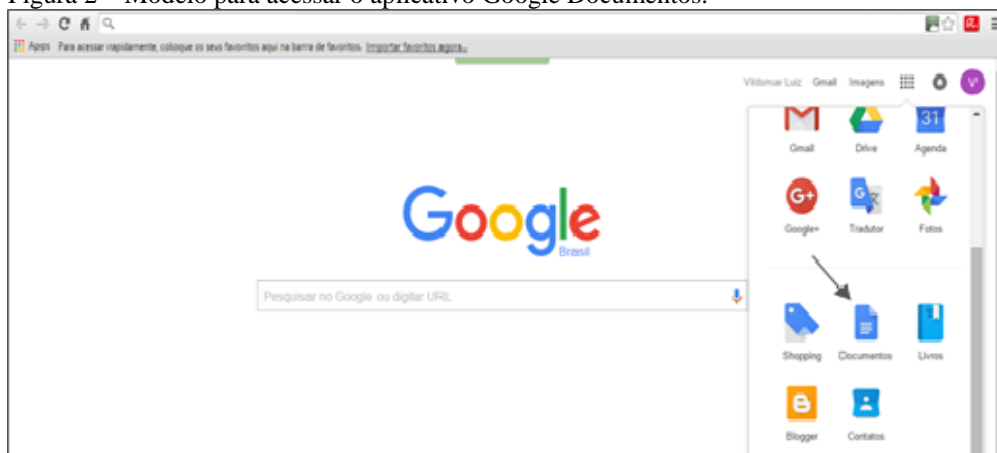 Figura 2 – Modelo para acessar o aplicativo Google Documentos.
Apps Para acessar rapidamente, coloque os seus favoritos aqui na barra de favoritos. Importar favoritos agora...
Vildomar Luiz Gmail Imagens V
31
Gmail Drive Agenda
G+ G
Google+ Tradutor Fotos
Google
Brasil
Pesquisar no Google ou digitar URL
Shopping Documentos Livros
Blogger Contatos